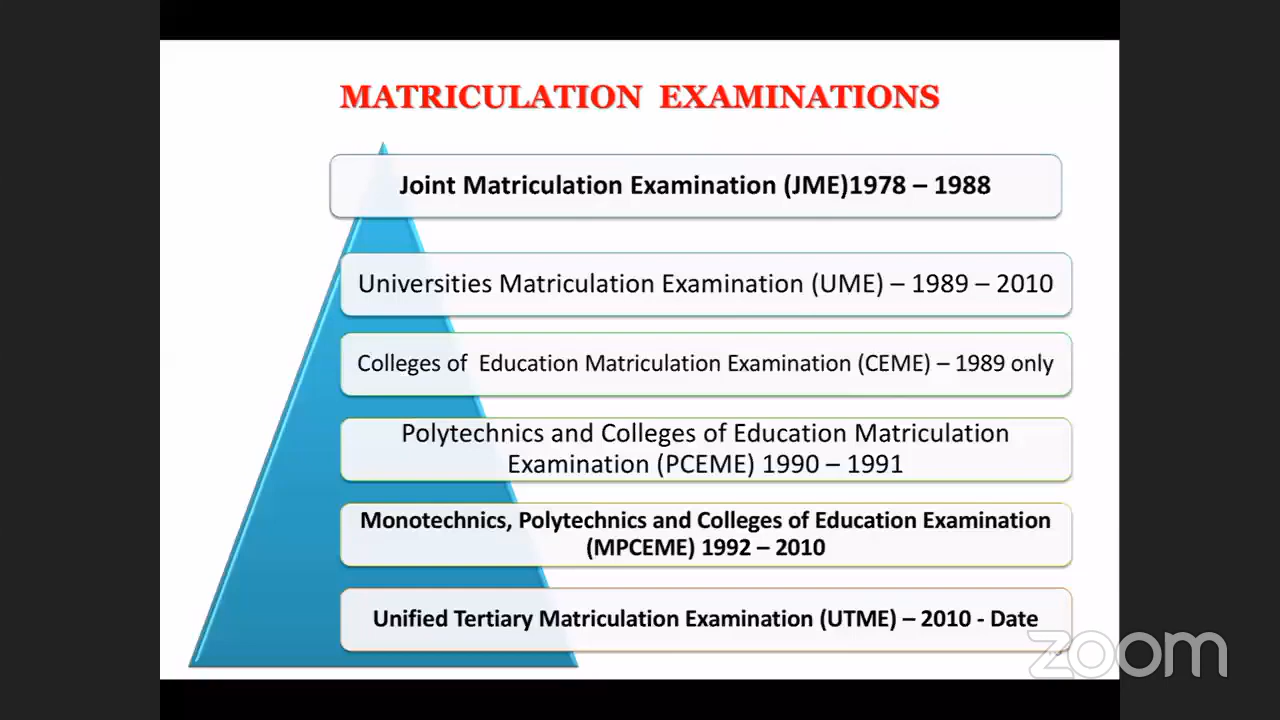 MATRICULATION EXAMINATIONS
Joint Matriculation Examination (JME)1978 – 1988
Universities Matriculation Examination (UME) – 1989 – 2010
Colleges of Education Matriculation Examination (CEME) – 1989 only
Polytechnics and Colleges of Education Matriculation
Examination (PCEME) 1990 – 1991
Monotechnics, Polytechnics and Colleges of Education Examination
(MPCEME) 1992 – 2010
Unified Tertiary Matriculation Examination (UTME) – 2010 - Date
zoom